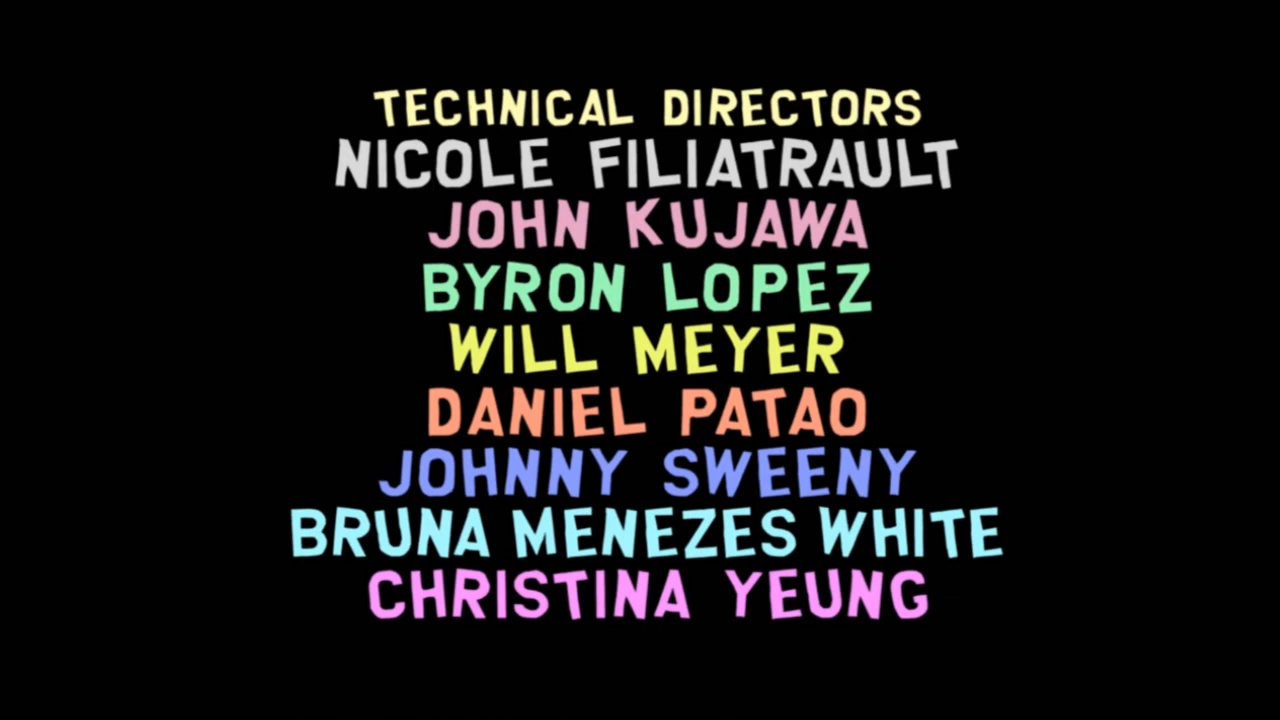 TECHNICAL DIRECTORS
NICOLE FILIATRAULT
JOHN KUJAWA
BYRON LOPEZ
WILL MEYER
DANIEL PATAO
JOHNNY SWEENY
BRUNA MENEZES WHITE
CHRISTINA YEUNG